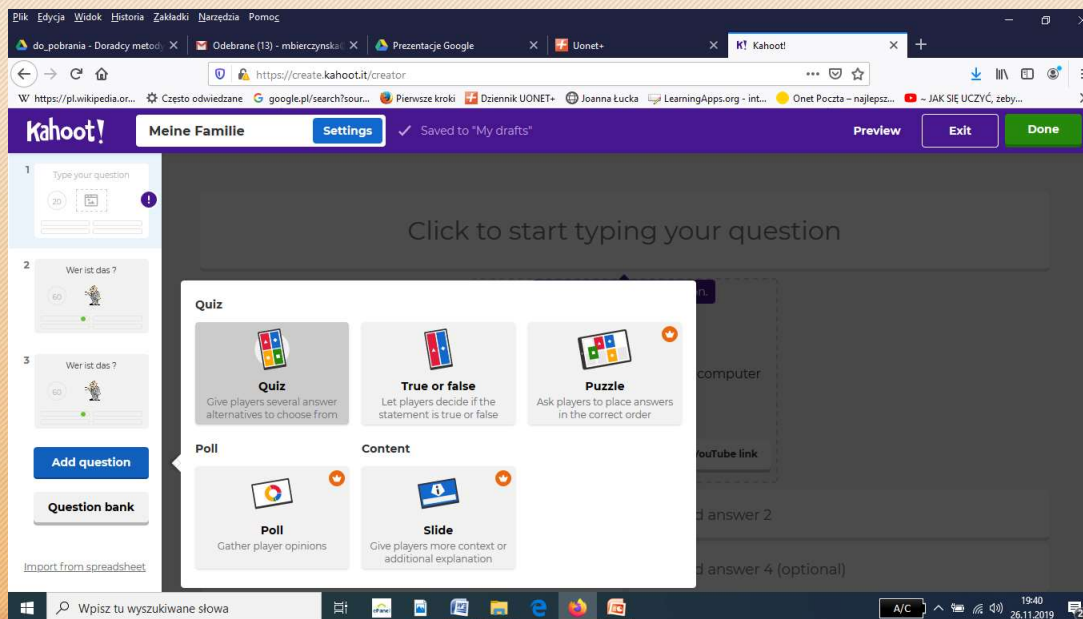 Plik Edycja Widok Historia Zakładki Narzędzia Pomoc
do_pobrania - Doradcy metod
Odebrane (13) - mbierczynska
Prezentacje Google
Uonet+
K! Kahoot!
https://create.kahoot.it/creator
https://pl.wikipedia.or...
Często odwiedzane
google.pl/search?sour...
Pierwsze kroki
Dziennik UONET+
Joanna Łucka
LearningApps.org - int...
Onet Poczta – najlepsz...
~ JAK SIĘ UCZYĆ, żeby...
Kahoot!
Meine Familie
Settings
Saved to "My drafts"
Preview
Exit
Done
1
Type your question
20
2
Wer ist das ?
60
3
Wer ist das ?
60
Add question
Question bank
Import from spreadsheet
Click to start typing your question
n.
computer
YouTube link
d answer 2
d answer 4 (optional)
Quiz
Quiz
Give players several answer
alternatives to choose from
True or false
Let players decide if the
statement is true or false
Puzzle
Ask players to place answers
in the correct order
Poll
Content
Poll
Gather player opinions
Slide
Give players more context or
additional explanation
Wpisz tu wyszukiwane słowa
A/C
19:40
26.11.2019